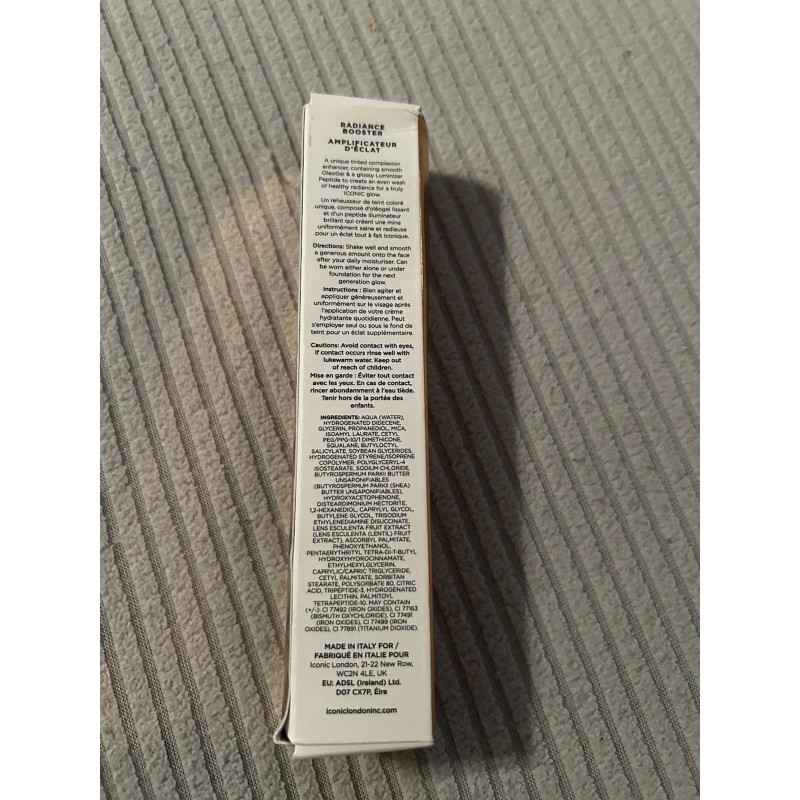 RADIANCE
BOOSTER
AMPLIFICATEUR
D'ÉCLAT
A unique tinted complexion
enhancer, containing smooth
OleoGel & a glossy Luminizer
Peptide to create an even wash
of healthy radiance for a truly
ICONIC glow.
Un rehausseur de teint coloré
unique, composé d'oléogel lissant
et d'un peptide illuminateur
brillant qui créent une mine
uniformément saine et radieuse
pour un éclat tout à fait Iconique.
Directions: Shake well and smooth
a generous amount onto the face
after your daily moisturiser. Can
be worn either alone or under
foundation for the next
generation glow.
Instructions : Bien agiter et
appliquer généreusement et
uniformément sur le visage après
l'application de votre crème
hydratante quotidienne. Peut
s'employer seul ou sous le fond de
teint pour un éclat supplémentaire.
Cautions: Avoid contact with eyes,
if contact occurs rinse well with
lukewarm water. Keep out
of reach of children.
Mise en garde : Éviter tout contact
avec les yeux. En cas de contact,
rincer abondamment à l'eau tiède.
Tenir hors de la portée des
enfants.
INGREDIENTS: AQUA (WATER),
HYDROGENATED DIDECENE,
GLYCERIN, PROPANEDIOL, MICA,
ISOAMYL LAURATE, CETYL
PEG/PPG-10/1 DIMETHICONE,
SQUALANE, BUTYLOCTYL
SALICYLATE, SOYBEAN GLYCERIDES,
HYDROGENATED STYRENE/ISOPRENE
COPOLYMER, POLYGLYCERYL-4
ISOSTEARATE, SODIUM CHLORIDE,
BUTYROSPERMUM PARKII BUTTER
UNSAPONIFIABLES
(BUTYROSPERMUM PARKII (SHEA)
BUTTER UNSAPONIFIABLES),
HYDROXYACETOPHENONE,
DISTEARDIMONIUM HECTORITE,
1,2-HEXANEDIOL, CAPRYLYL GLYCOL,
BUTYLENE GLYCOL, TRISODIUM
ETHYLENEDIAMINE DISUCCINATE,
LENS ESCULENTA FRUIT EXTRACT
(LENS ESCULENTA (LENTIL) FRUIT
EXTRACT), ASCORBYL PALMITATE,
PHENOXYETHANOL,
PENTAERYTHRITYL TETRA-DI-T-BUTYL
HYDROXYHYDROCINNAMATE,
ETHYLHEXYLGLYCERIN,
CAPRYLIC/CAPRIC TRIGLYCERIDE,
CETYL PALMITATE, SORBITAN
STEARATE, POLYSORBATE 80, CITRIC
ACID, TRIPEPTIDE-3, HYDROGENATED
LECITHIN, PALMITOYL
TETRAPEPTIDE-10. MAY CONTAIN
(+/-): CI 77492 (IRON OXIDES), CI 77163
(BISMUTH OXYCHLORIDE), CI 77491
(IRON OXIDES), CI 77499 (IRON
OXIDES), CI 77891 (TITANIUM DIOXIDE).
MADE IN ITALY FOR /
FABRIQUÉ EN ITALIE POUR
Iconic London, 21-22 New Row,
WC2N 4LE, UK
EU: ADSL (Ireland) Ltd.
D07 CX7P, Éire
iconiclondoninc.com